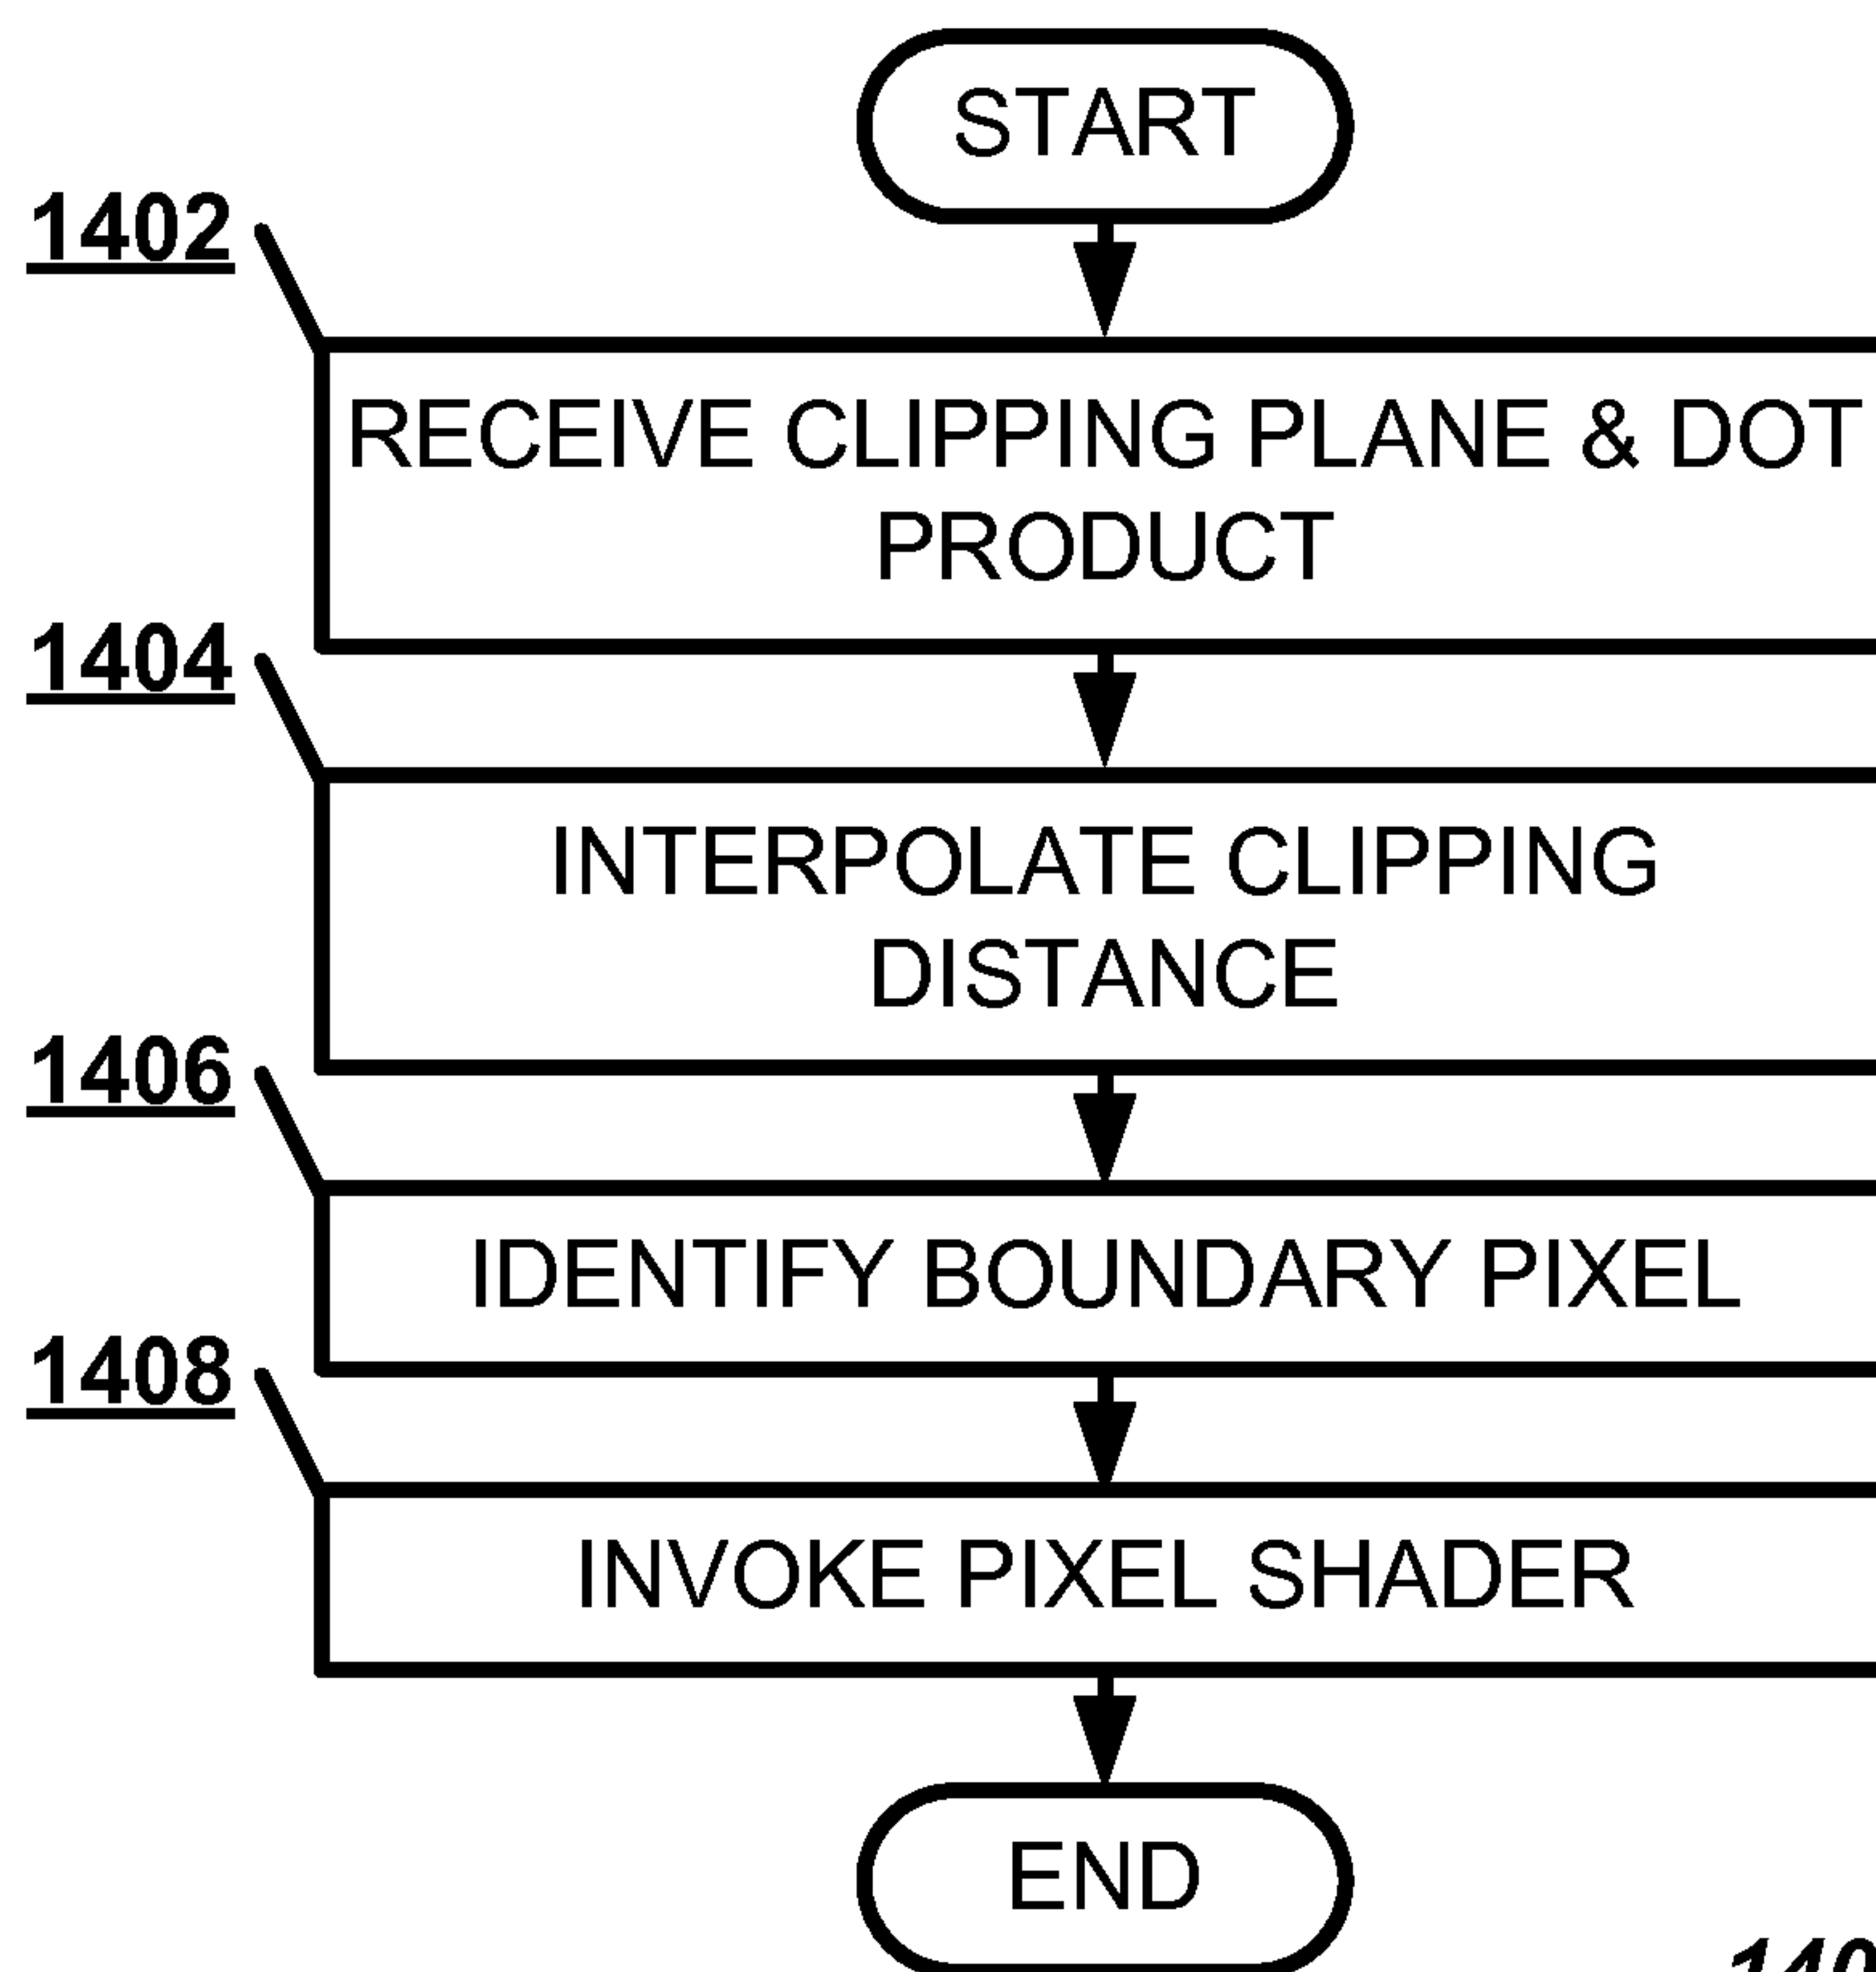 START
1402
RECEIVE CLIPPING PLANE & DOT
PRODUCT
1404
INTERPOLATE CLIPPING
DISTANCE
1406
IDENTIFY BOUNDARY PIXEL
1408
INVOKE PIXEL SHADER
END